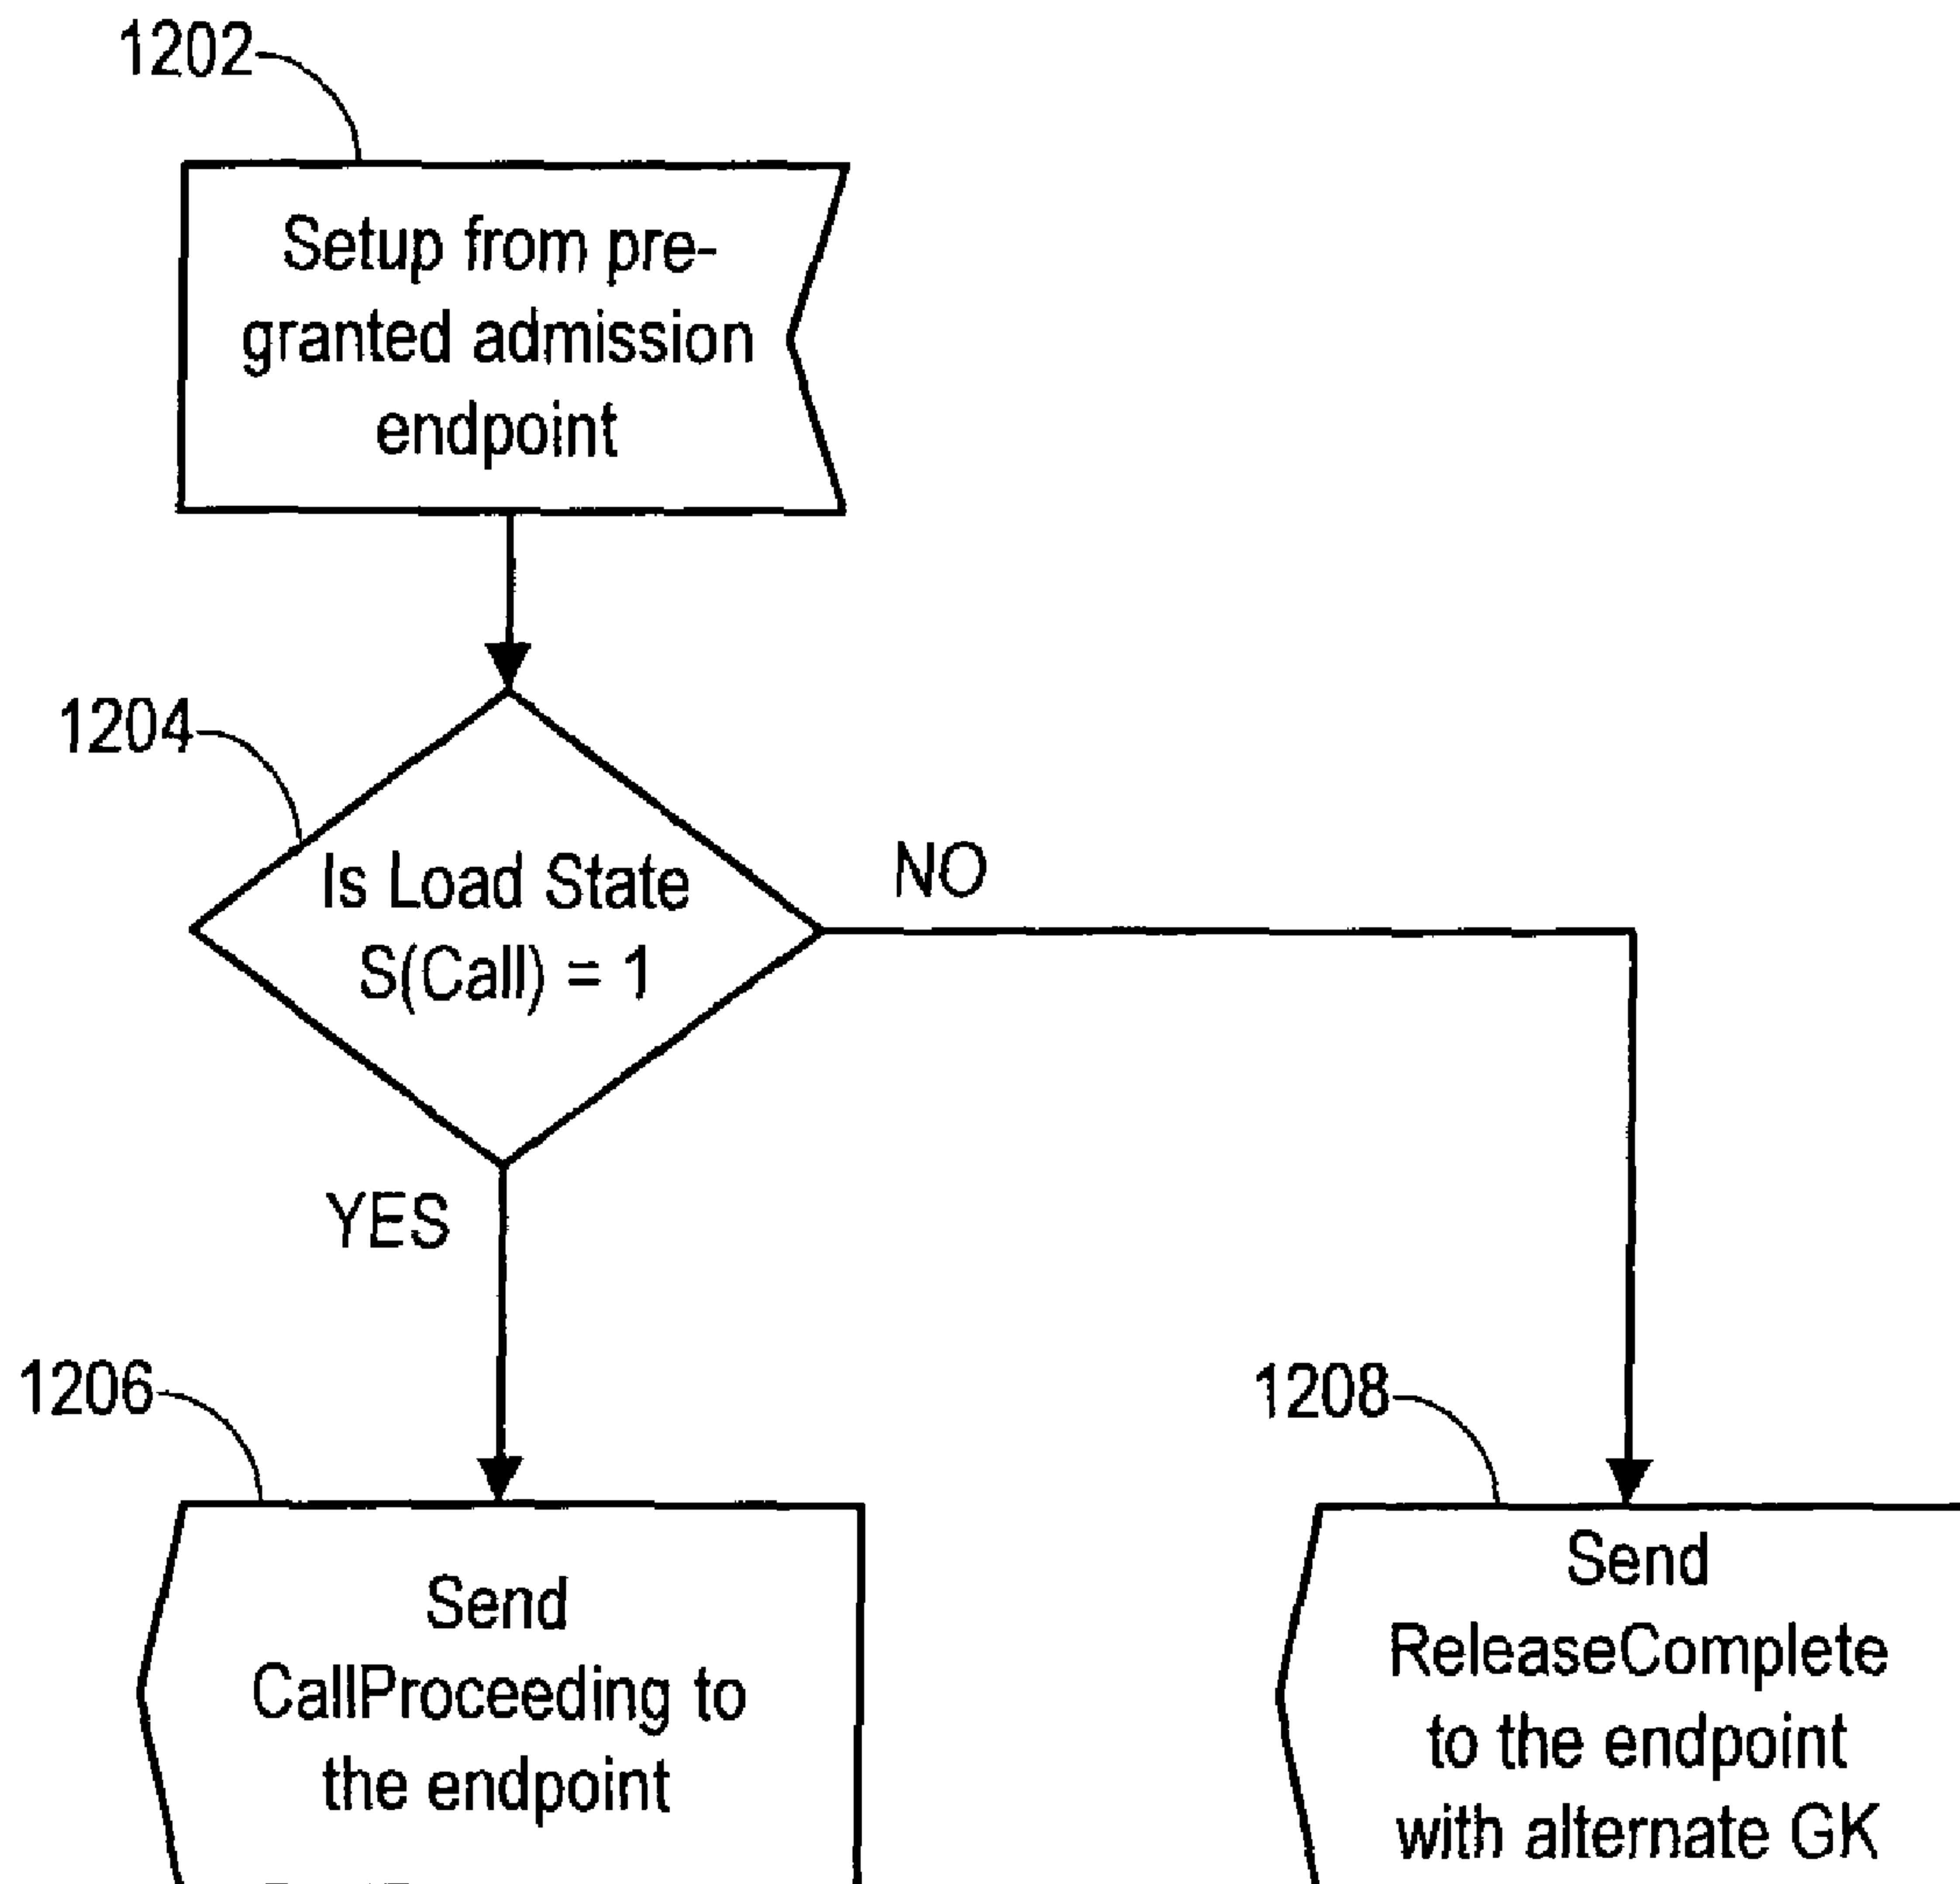 1202
Setup from pre-
granted admission
endpoint
1204
Is Load State
S(Call) = 1
NO
YES
1206
1208
Send
CallProceeding to
the endpoint
Send
ReleaseComplete
to the endpoint
with alternate GK